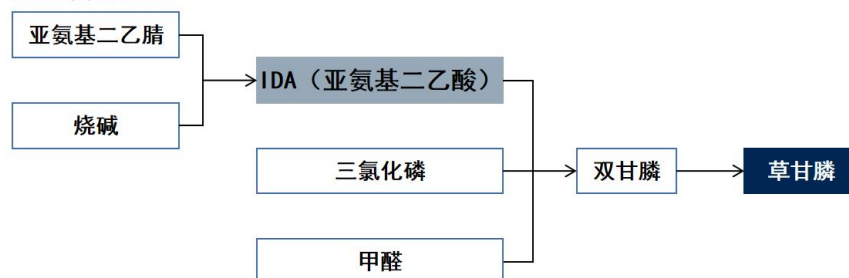 亚氨基二乙腈
烧碱
IDA（亚氨基二乙酸）
三氯化磷
甲醛
双甘膦
草甘膦